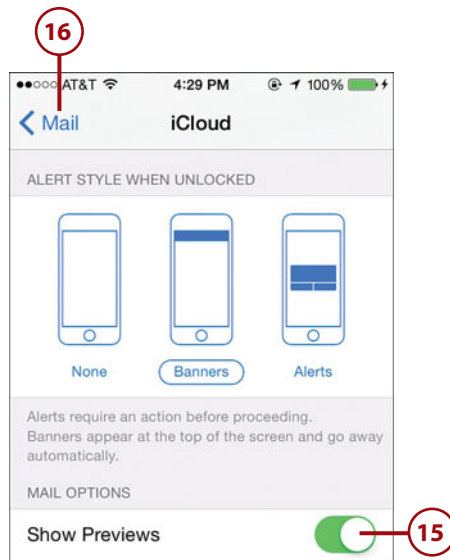 16
AT&T 4:29 PM 100%
Mail iCloud
ALERT STYLE WHEN UNLOCKED
None Banners Alerts
Alerts require an action before proceeding.
Banners appear at the top of the screen and go away
automatically.
MAIL OPTIONS
Show Previews
15